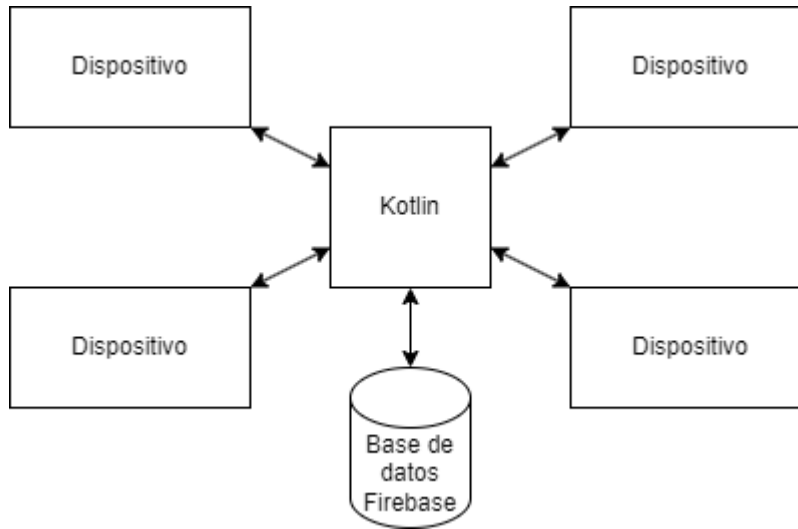 Dispositivo
Dispositivo
Kotlin
Dispositivo
Dispositivo
Base de
datos
Firebase